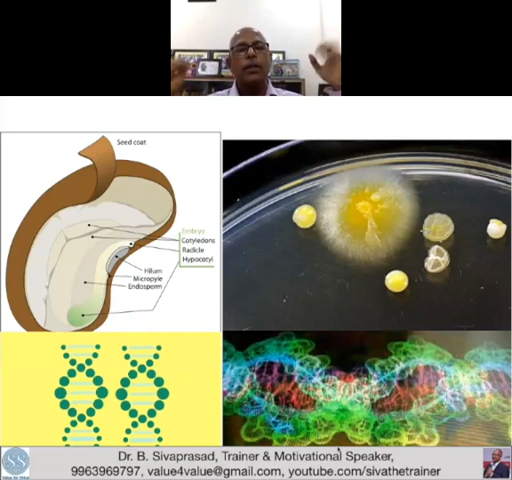 Seed coat
Embryo
Cotyledons
Radicle
Hypocotyl
Hilum
Micropyle
Endosperm
SS
Dr. B. Sivaprasad, Trainer & Motivational Speaker,
9963969797, value4value@gmail.com, youtube.com/sivathetrainer